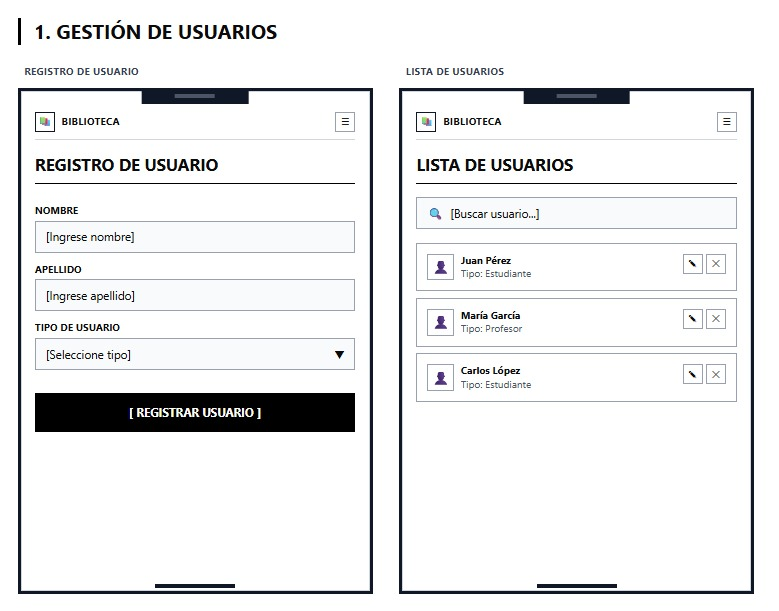 1. GESTIÓN DE USUARIOS
REGISTRO DE USUARIO
BIBLIOTECA
REGISTRO DE USUARIO
NOMBRE
[Ingrese nombre]
APELLIDO
[Ingrese apellido]
TIPO DE USUARIO
[Seleccione tipo]
[ REGISTRAR USUARIO ]
LISTA DE USUARIOS
BIBLIOTECA
LISTA DE USUARIOS
[Buscar usuario...]
Juan Pérez
Tipo: Estudiante
María García
Tipo: Profesor
Carlos López
Tipo: Estudiante